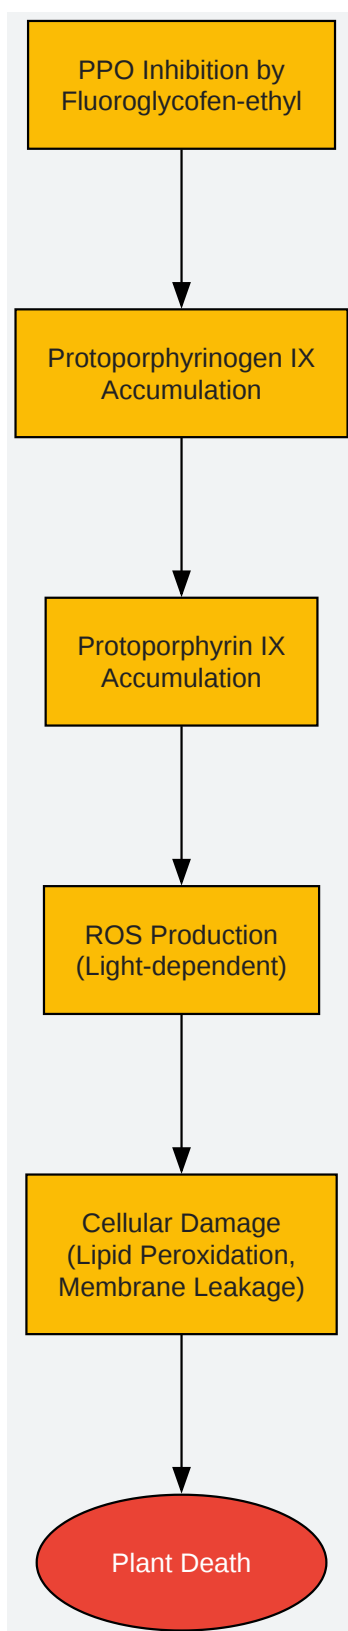 PPO Inhibition by
Fluoroglycofen-ethyl
Protoporphyrinogen IX
Accumulation
Protoporphyrin IX
Accumulation
ROS Production
(Light-dependent)
Cellular Damage
(Lipid Peroxidation,
Membrane Leakage)
Plant Death